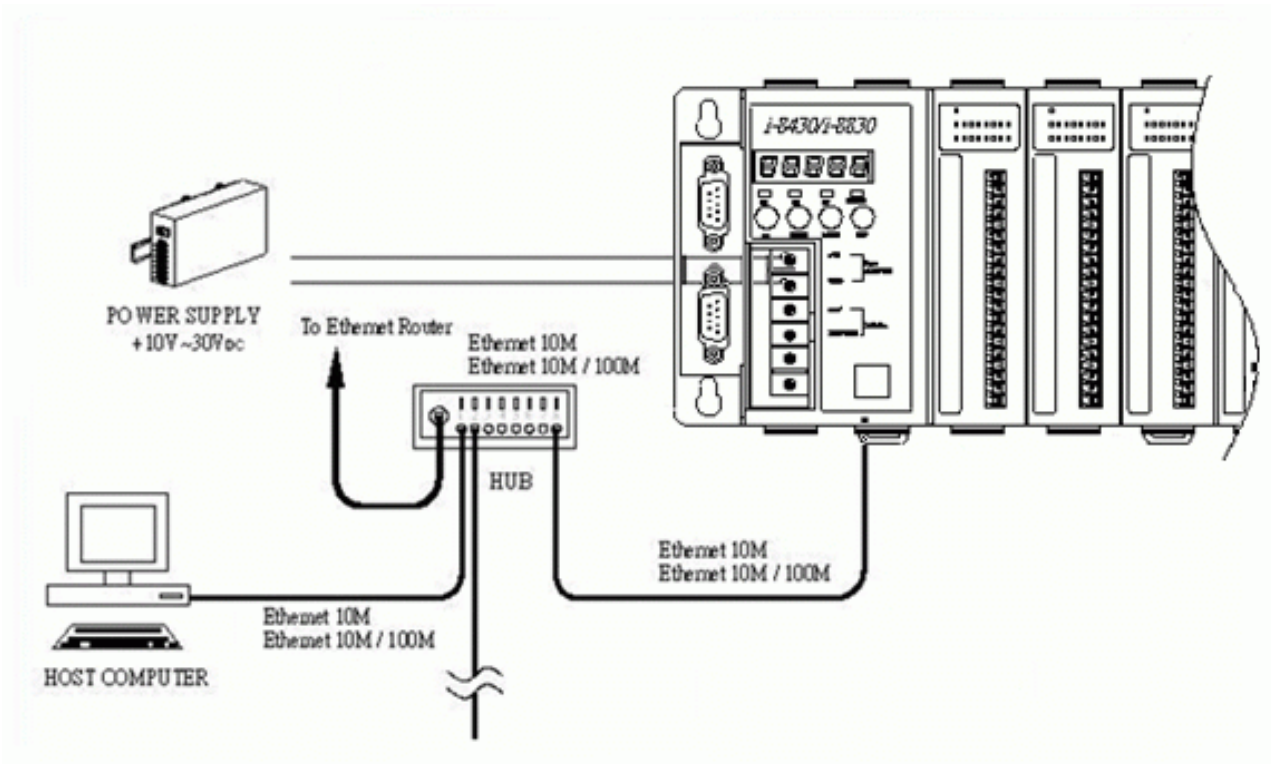 i-8430/i-8830
POWER SUPPLY
+10V~30VDC
To Ethernet Router
Ethernet 10M
Ethernet 10M / 100M
HUB
Ethernet 10M
Ethernet 10M / 100M
Ethernet 10M
Ethernet 10M / 100M
HOST COMPUTER